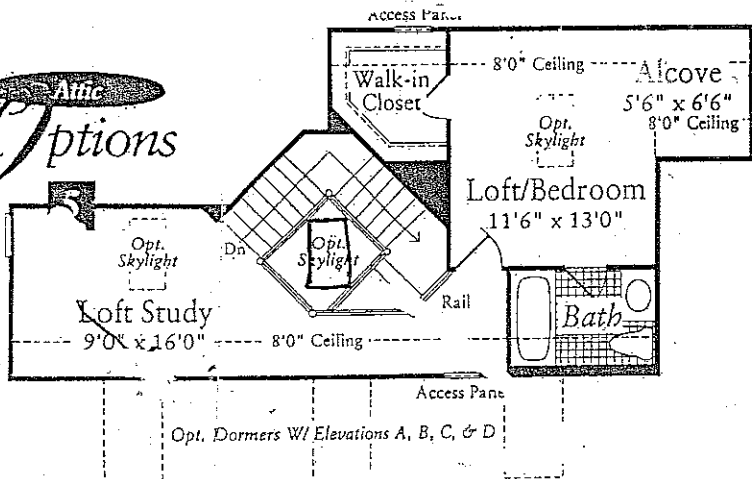 Attic
Options
Access Panel
Walk-in
Closet
8'0" Ceiling
Alcove
5'6" x 6'6"
8'0" Ceiling
Opt.
Skylight
Loft/Bedroom
11'6" x 13'0"
Opt.
Skylight
Dn
Opt.
Skylight
Rail
Bath
Loft Study
9'0" x 16'0"
8'0" Ceiling
Access Pane
Opt. Dormers W/ Elevations A, B, C, & D